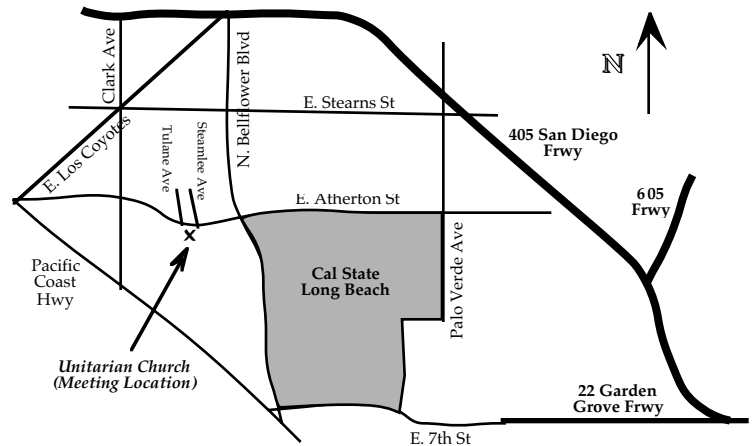 Clark Ave
N. Bellflower Blvd
E. Stearns St
N
405 San Diego
Frwy
E. Los Coyotes
Tulane Ave
Steamlee Ave
E. Atherton St
605
Frwy
X
Pacific
Coast
Hwy
Cal State
Long Beach
Palo Verde Ave
Unitarian Church
(Meeting Location)
22 Garden
Grove Frwy
E. 7th St